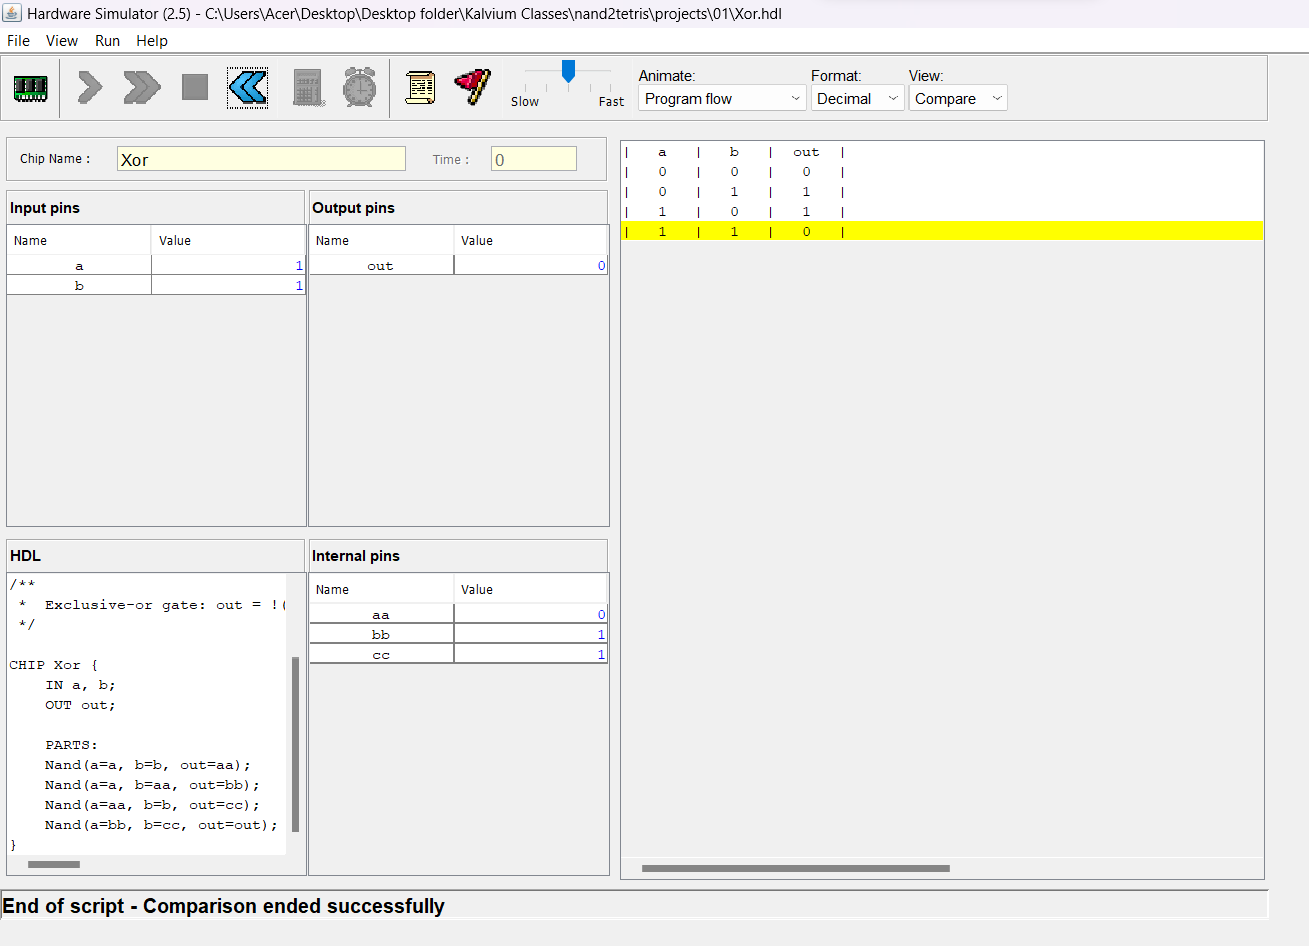 Hardware Simulator (2.5) - C:\Users\Acer\Desktop\Desktop folder\Kalvium Classes\nand2tetris\projects\01\Xor.hdl
File View Run Help
Slow Fast
Animate: Format: View:
Program flow Decimal Compare
Chip Name : Xor Time : 0
Input pins
Name Value
a 1
b 1
Output pins
Name Value
out 0
| a | b | out |
| 0 | 0 | 0 |
| 0 | 1 | 1 |
| 1 | 0 | 1 |
| 1 | 1 | 0 |
HDL
/**
* Exclusive-or gate: out = !(
*/
CHIP Xor {
IN a, b;
OUT out;
PARTS:
Nand(a=a, b=b, out=aa);
Nand(a=a, b=aa, out=bb);
Nand(a=aa, b=b, out=cc);
Nand(a=bb, b=cc, out=out);
}
Internal pins
Name Value
aa 0
bb 1
cc 1
End of script - Comparison ended successfully